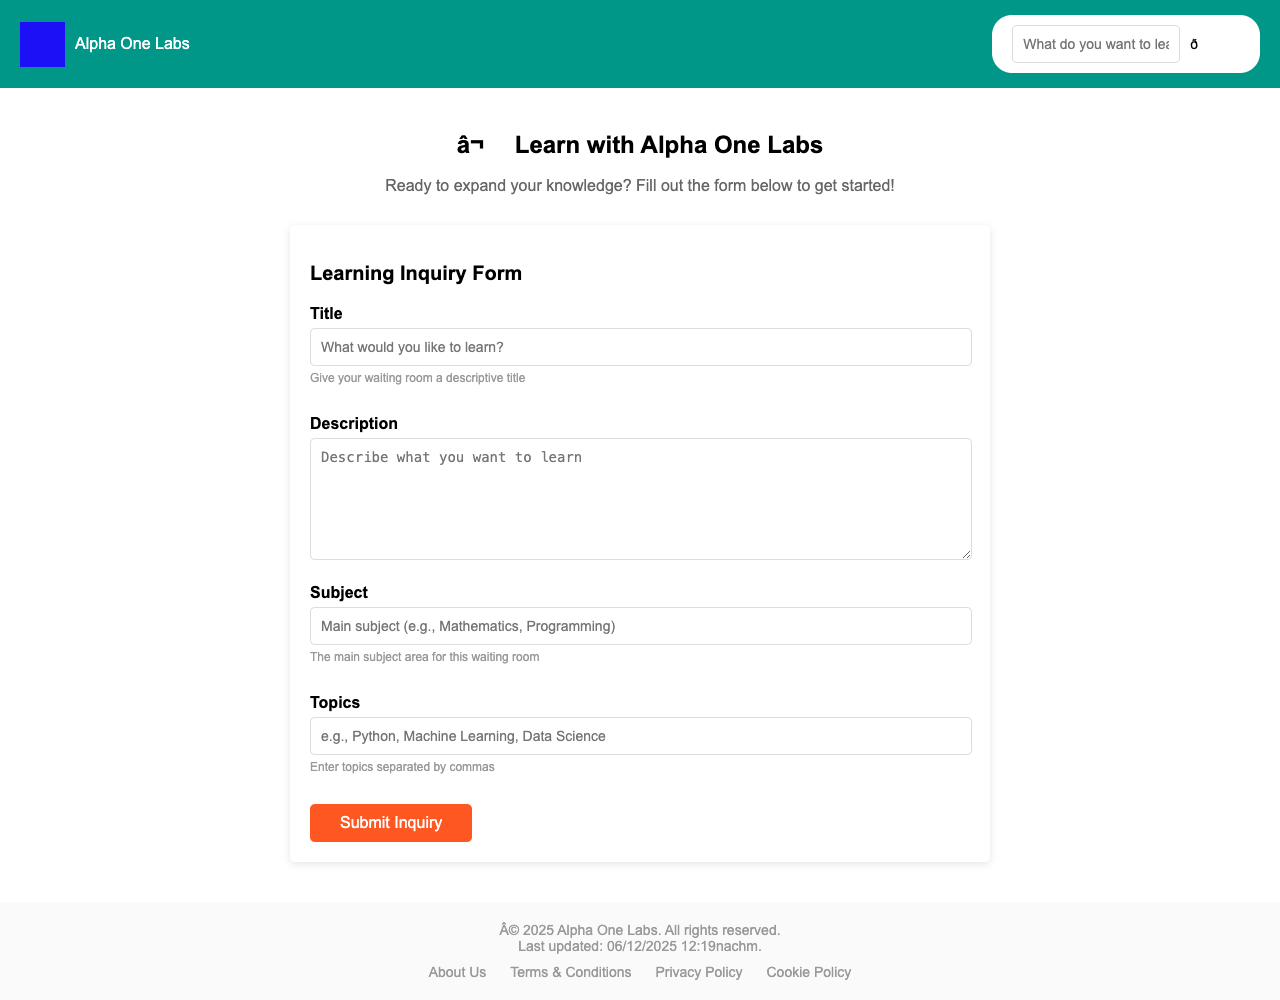 Alpha One Labs
What do you want to lea
ð
â¬ Learn with Alpha One Labs
Ready to expand your knowledge? Fill out the form below to get started!
Learning Inquiry Form
Title
What would you like to learn?
Give your waiting room a descriptive title
Description
Describe what you want to learn
Subject
Main subject (e.g., Mathematics, Programming)
The main subject area for this waiting room
Topics
e.g., Python, Machine Learning, Data Science
Enter topics separated by commas
Submit Inquiry
Â© 2025 Alpha One Labs. All rights reserved.
Last updated: 06/12/2025 12:19nachm.
About Us Terms & Conditions Privacy Policy Cookie Policy